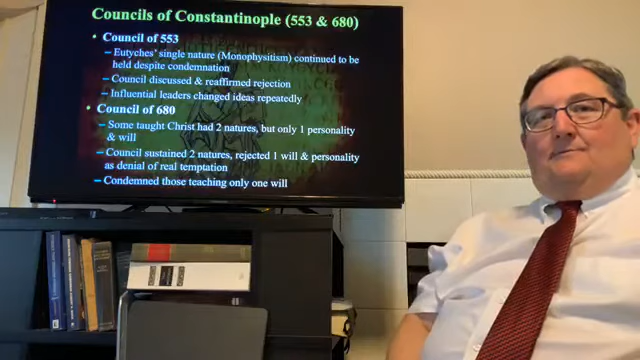 Councils of Constantinople (553 & 680)
• Council of 553
– Eutyches' single nature (Monophysitism) continued to be
held despite condemnation
– Council discussed & reaffirmed rejection
– Influential leaders changed ideas repeatedly
• Council of 680
– Some taught Christ had 2 natures, but only 1 personality
& will
– Council sustained 2 natures, rejected 1 will & personality
as denial of real temptation
– Condemned those teaching only one will